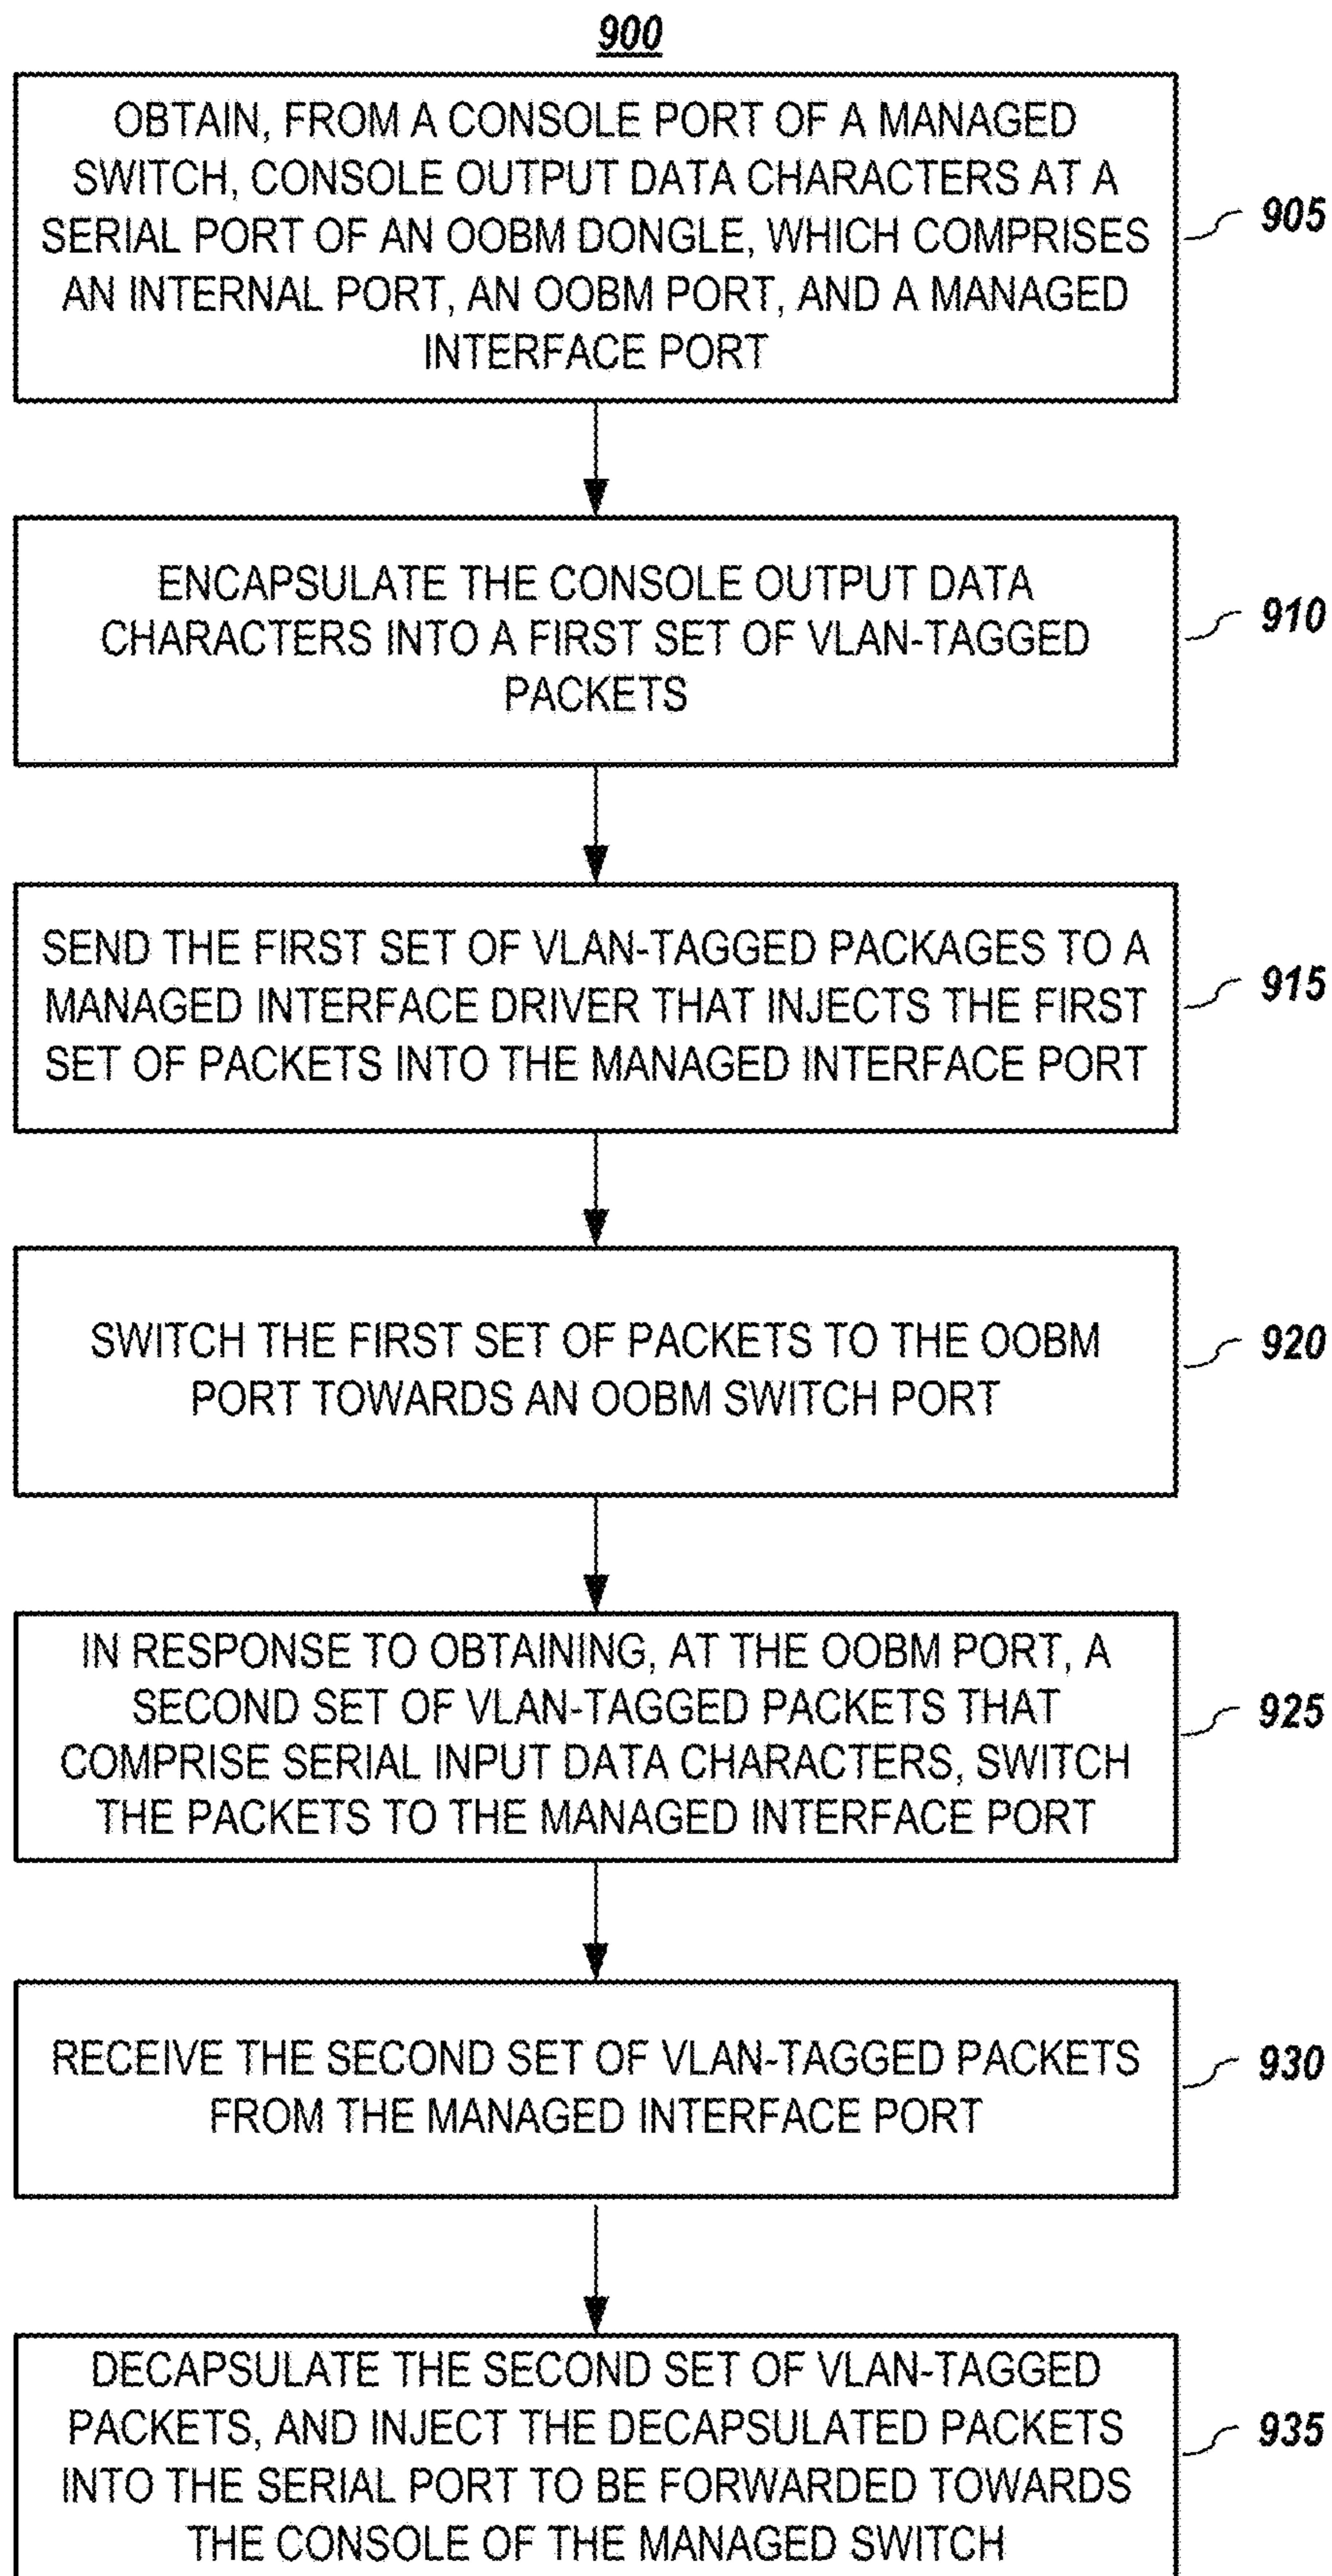 900
OBTAIN, FROM A CONSOLE PORT OF A MANAGED
SWITCH, CONSOLE OUTPUT DATA CHARACTERS AT A
SERIAL PORT OF AN OOBM DONGLE, WHICH COMPRISES
AN INTERNAL PORT, AN OOBM PORT, AND A MANAGED
INTERFACE PORT
905
ENCAPSULATE THE CONSOLE OUTPUT DATA
CHARACTERS INTO A FIRST SET OF VLAN-TAGGED
PACKETS
910
SEND THE FIRST SET OF VLAN-TAGGED PACKAGES TO A
MANAGED INTERFACE DRIVER THAT INJECTS THE FIRST
SET OF PACKETS INTO THE MANAGED INTERFACE PORT
915
SWITCH THE FIRST SET OF PACKETS TO THE OOBM
PORT TOWARDS AN OOBM SWITCH PORT
920
IN RESPONSE TO OBTAINING, AT THE OOBM PORT, A
SECOND SET OF VLAN-TAGGED PACKETS THAT
COMPRISE SERIAL INPUT DATA CHARACTERS, SWITCH
THE PACKETS TO THE MANAGED INTERFACE PORT
925
RECEIVE THE SECOND SET OF VLAN-TAGGED PACKETS
FROM THE MANAGED INTERFACE PORT
930
DECAPSULATE THE SECOND SET OF VLAN-TAGGED
PACKETS, AND INJECT THE DECAPSULATED PACKETS
INTO THE SERIAL PORT TO BE FORWARDED TOWARDS
THE CONSOLE OF THE MANAGED SWITCH
935